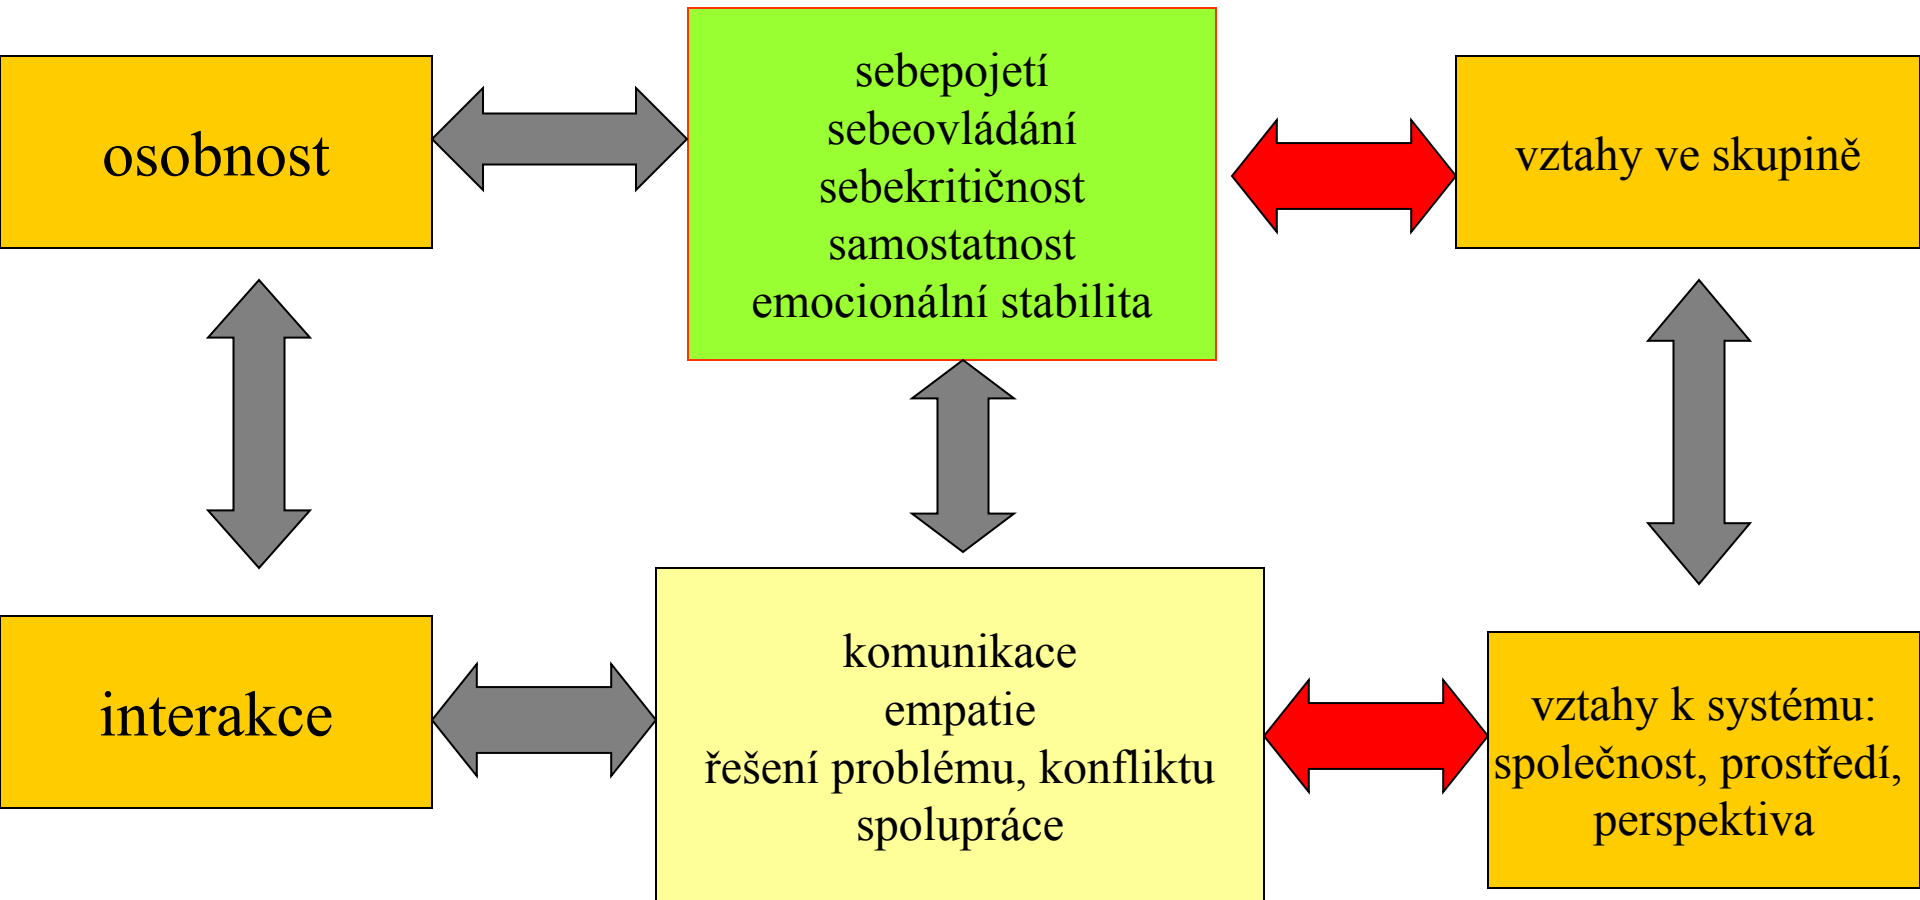 osobnost
sebepojetí
sebeovládání
sebekritičnost
samostatnost
emocionální stabilita
vztahy ve skupině
interakce
komunikace
empatie
řešení problému, konfliktu
spolupráce
vztahy k systému:
společnost, prostředí,
perspektiva